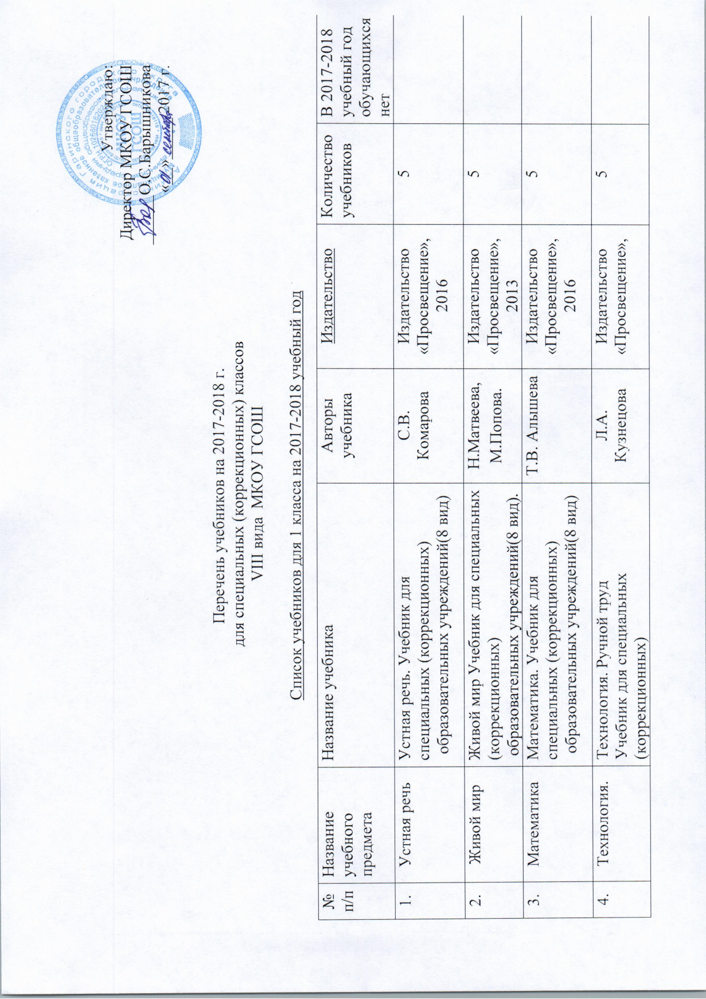 Утверждаю:
Директор МКОУ ГСОШ
О.С.Барышникова
«01» сентября 2017 г.
Перечень учебников на 2017-2018 г.
для специальных (коррекционных) классов
VIII вида МКОУ ГСОШ
Список учебников для 1 класса на 2017-2018 учебный год
№
п/п
Название
учебного
предмета
Название учебника
Авторы
учебника
Издательство
Количество
учебников
В 2017-2018
учебный год
обучающихся
нет
1.
Устная речь
Устная речь. Учебник для
специальных (коррекционных)
образовательных учреждений(8 вид)
С.В.
Комарова
Издательство
«Просвещение»,
2016
5
2.
Живой мир
Живой мир Учебник для специальных
(коррекционных)
образовательных учреждений(8 вид).
Н.Матвеева,
М.Попова.
Издательство
«Просвещение»,
2013
5
3.
Математика
Математика. Учебник для
специальных (коррекционных)
образовательных учреждений(8 вид)
Т.В. Алышева
Издательство
«Просвещение»,
2016
5
4.
Технология.
Технология. Ручной труд
Учебник для специальных
(коррекционных)
Л.А.
Кузнецова
Издательство
«Просвещение»,
5